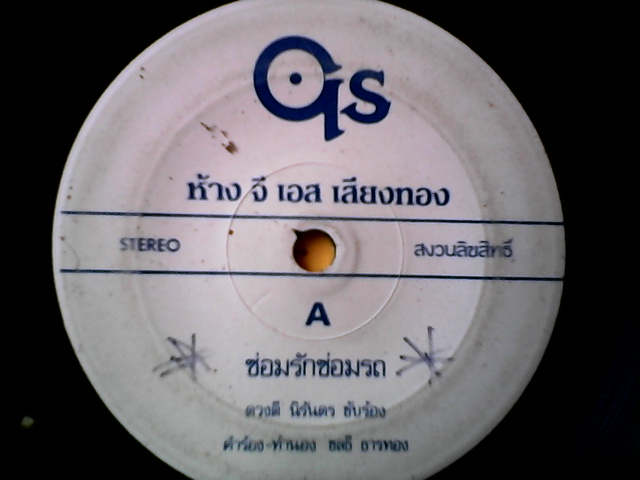 GS
ห้าง จี เอส เสียงทอง
STEREO
สงวนลิขสิทธิ์
A
ซ่อมรักซ่อมรถ
ดวงดี นิรันดร ขับร้อง
คำร้อง-ทำนอง ชลธี ธารทอง